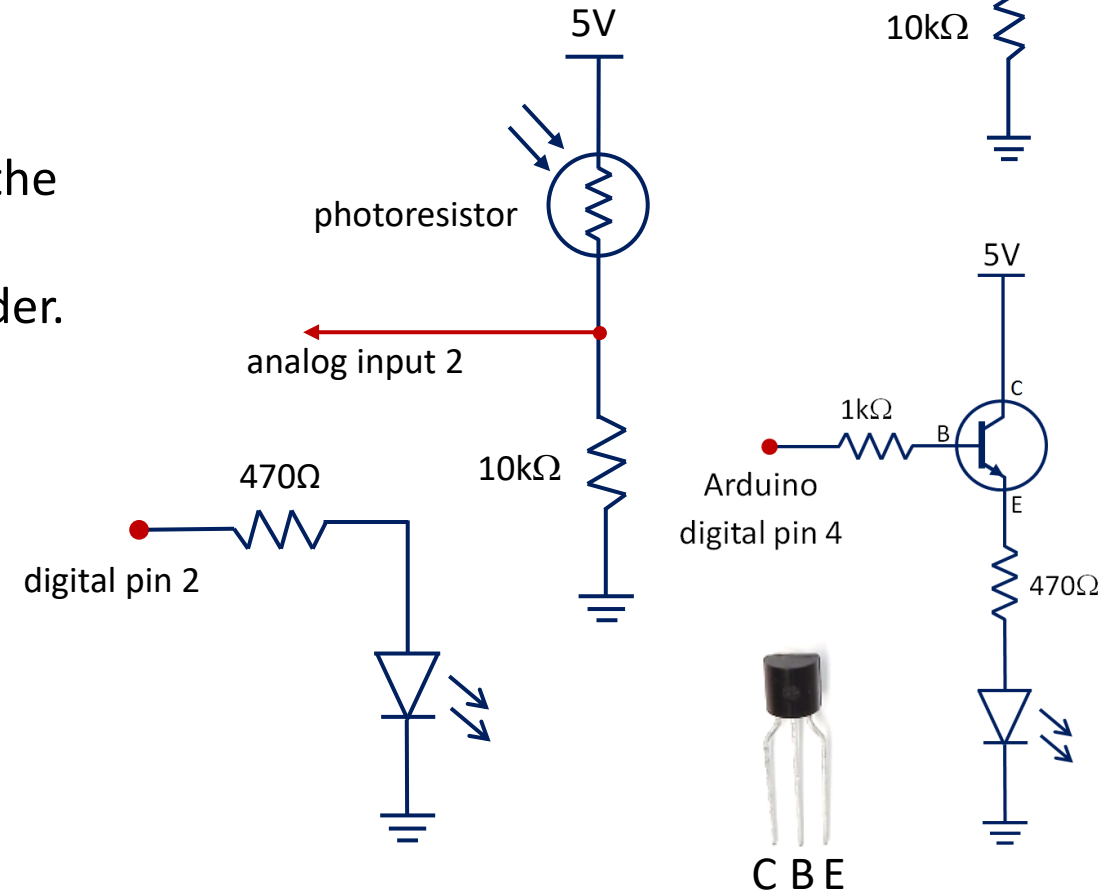 5V
10kΩ
the
photoresistor
der.
5V
analog input 2
C
1kΩ
B
10kΩ
470Ω
Arduino
E
digital pin 4
digital pin 2
470Ω
C B E